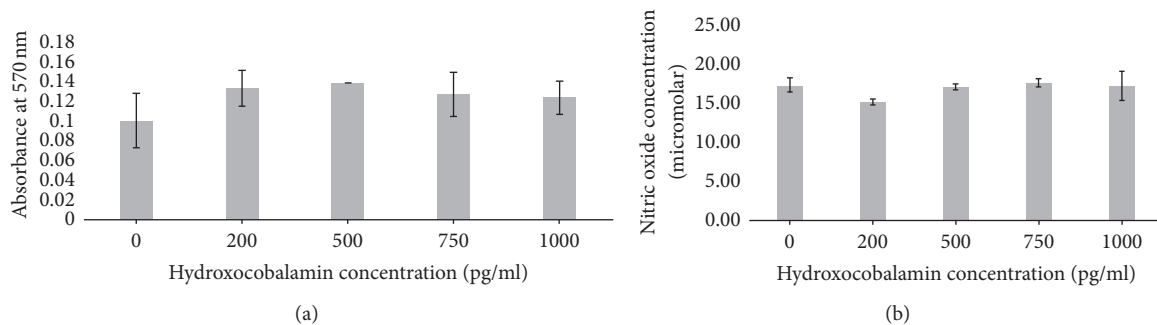 Absorbance at 570 nm
0.18
0.16
0.14
0.12
0.1
0.08
0.06
0.04
0.02
0
0 200 500 750 1000
Hydroxocobalamin concentration (pg/ml)
(a)
Nitric oxide concentration
(micromolar)
25.00
20.00
15.00
10.00
5.00
0.00
0 200 500 750 1000
Hydroxocobalamin concentration (pg/ml)
(b)